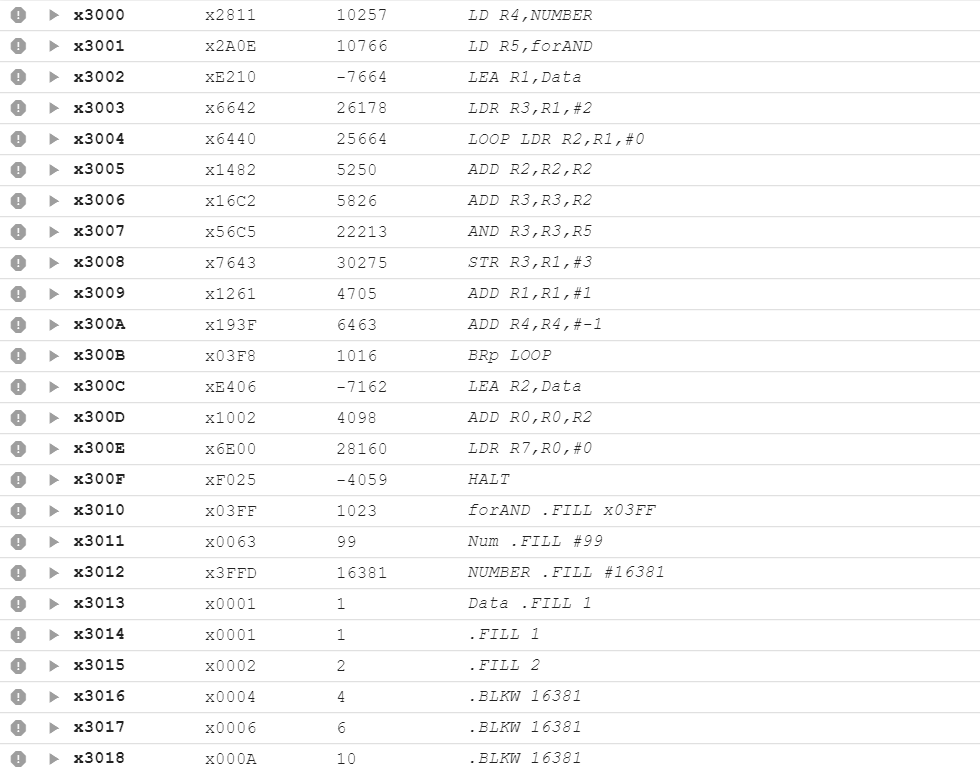 x3000 x2811 10257 LD R4,NUMBER
x3001 x2A0E 10766 LD R5,forAND
x3002 xE210 -7664 LEA R1,Data
x3003 x6642 26178 LDR R3,R1,#2
x3004 x6440 25664 LOOP LDR R2,R1,#0
x3005 x1482 5250 ADD R2,R2,R2
x3006 x16C2 5826 ADD R3,R3,R2
x3007 x56C5 22213 AND R3,R3,R5
x3008 x7643 30275 STR R3,R1,#3
x3009 x1261 4705 ADD R1,R1,#1
x300A x193F 6463 ADD R4,R4,#-1
x300B x03F8 1016 BRp LOOP
x300C xE406 -7162 LEA R2,Data
x300D x1002 4098 ADD R0,R0,R2
x300E x6E00 28160 LDR R7,R0,#0
x300F xF025 -4059 HALT
x3010 x03FF 1023 forAND .FILL x03FF
x3011 x0063 99 Num .FILL #99
x3012 x3FFD 16381 NUMBER .FILL #16381
x3013 x0001 1 Data .FILL 1
x3014 x0001 1 .FILL 1
x3015 x0002 2 .FILL 2
x3016 x0004 4 .BLKW 16381
x3017 x0006 6 .BLKW 16381
x3018 x000A 10 .BLKW 16381